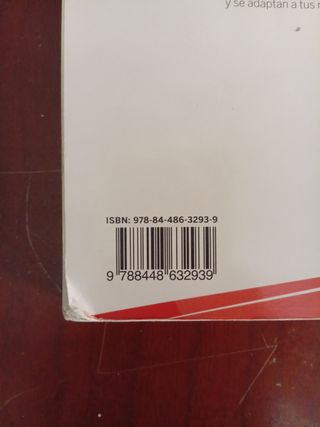 y se adaptan a tus
ISBN: 978-84-486-3293-9
9 788448 632939